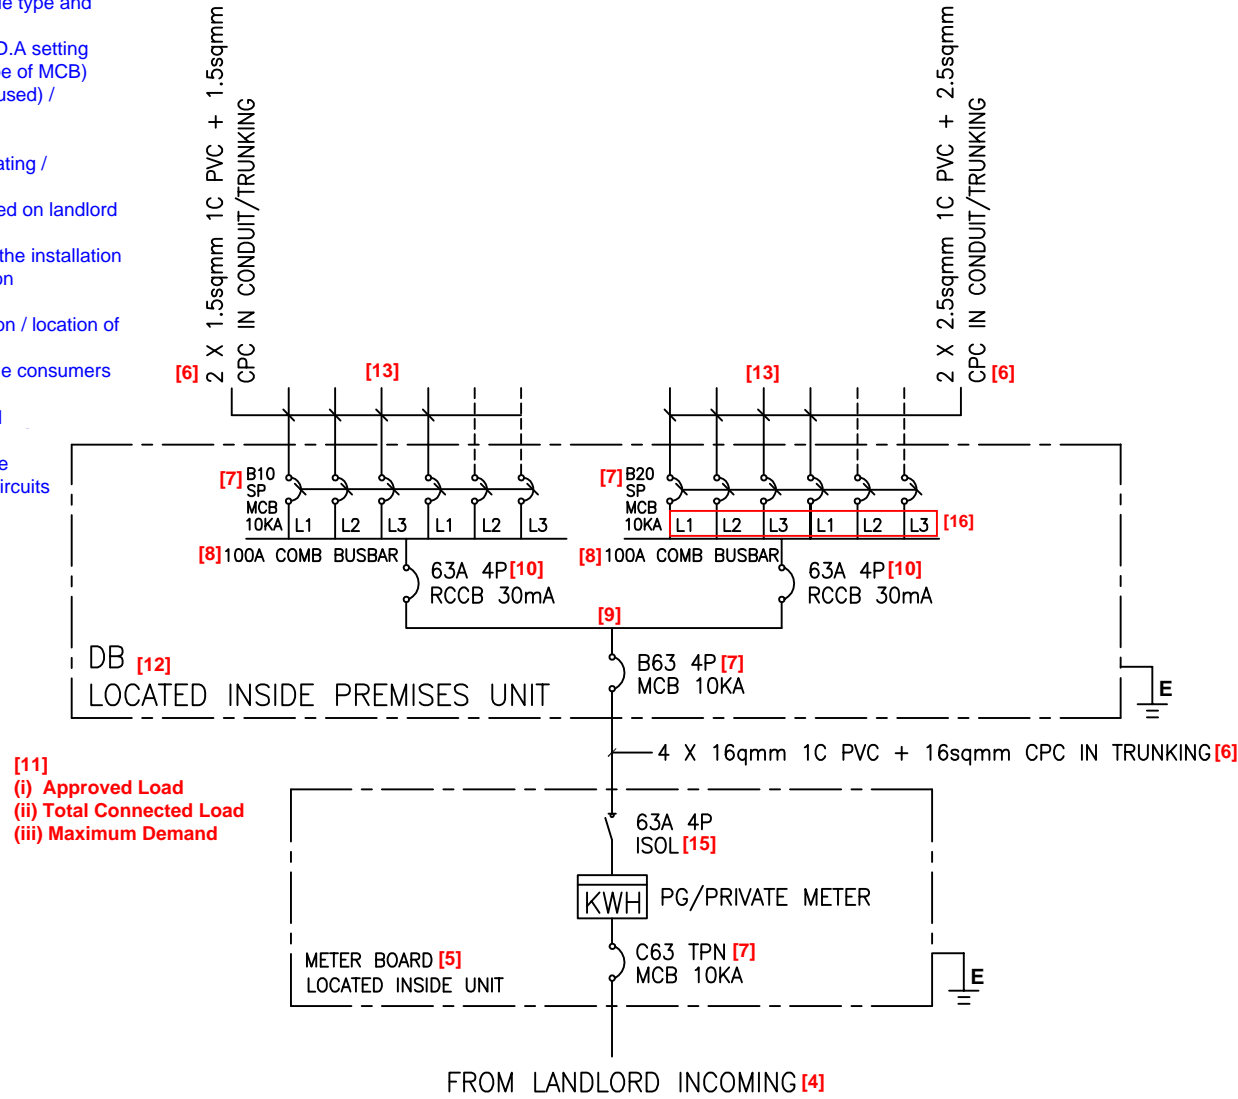 le type and
O.A setting
pe of MCB)
used) /
ating /
ed on landlord
the installation
on
on / location of
e consumers
e
ircuits
2 X 1.5sqmm 1C PVC + 1.5sqmm
CPC IN CONDUIT/TRUNKING
[6]
[13]
2 X 2.5sqmm 1C PVC + 2.5sqmm
CPC IN CONDUIT/TRUNKING
[6]
[13]
[7] B10
SP
MCB
10KA
L1 L2 L3 L1 L2 L3
[8] 100A COMB BUSBAR
63A 4P [10]
RCCB 30mA
[7] B20
SP
MCB
10KA
L1 L2 L3 L1 L2 L3 [16]
[8] 100A COMB BUSBAR
63A 4P [10]
RCCB 30mA
[9]
B63 4P [7]
MCB 10KA
DB [12]
LOCATED INSIDE PREMISES UNIT
E
4 X 16qmm 1C PVC + 16sqmm CPC IN TRUNKING [6]
[11]
(i) Approved Load
(ii) Total Connected Load
(iii) Maximum Demand
63A 4P
ISOL [15]
KWH PG/PRIVATE METER
C63 TPN [7]
MCB 10KA
METER BOARD [5]
LOCATED INSIDE UNIT
E
FROM LANDLORD INCOMING [4]